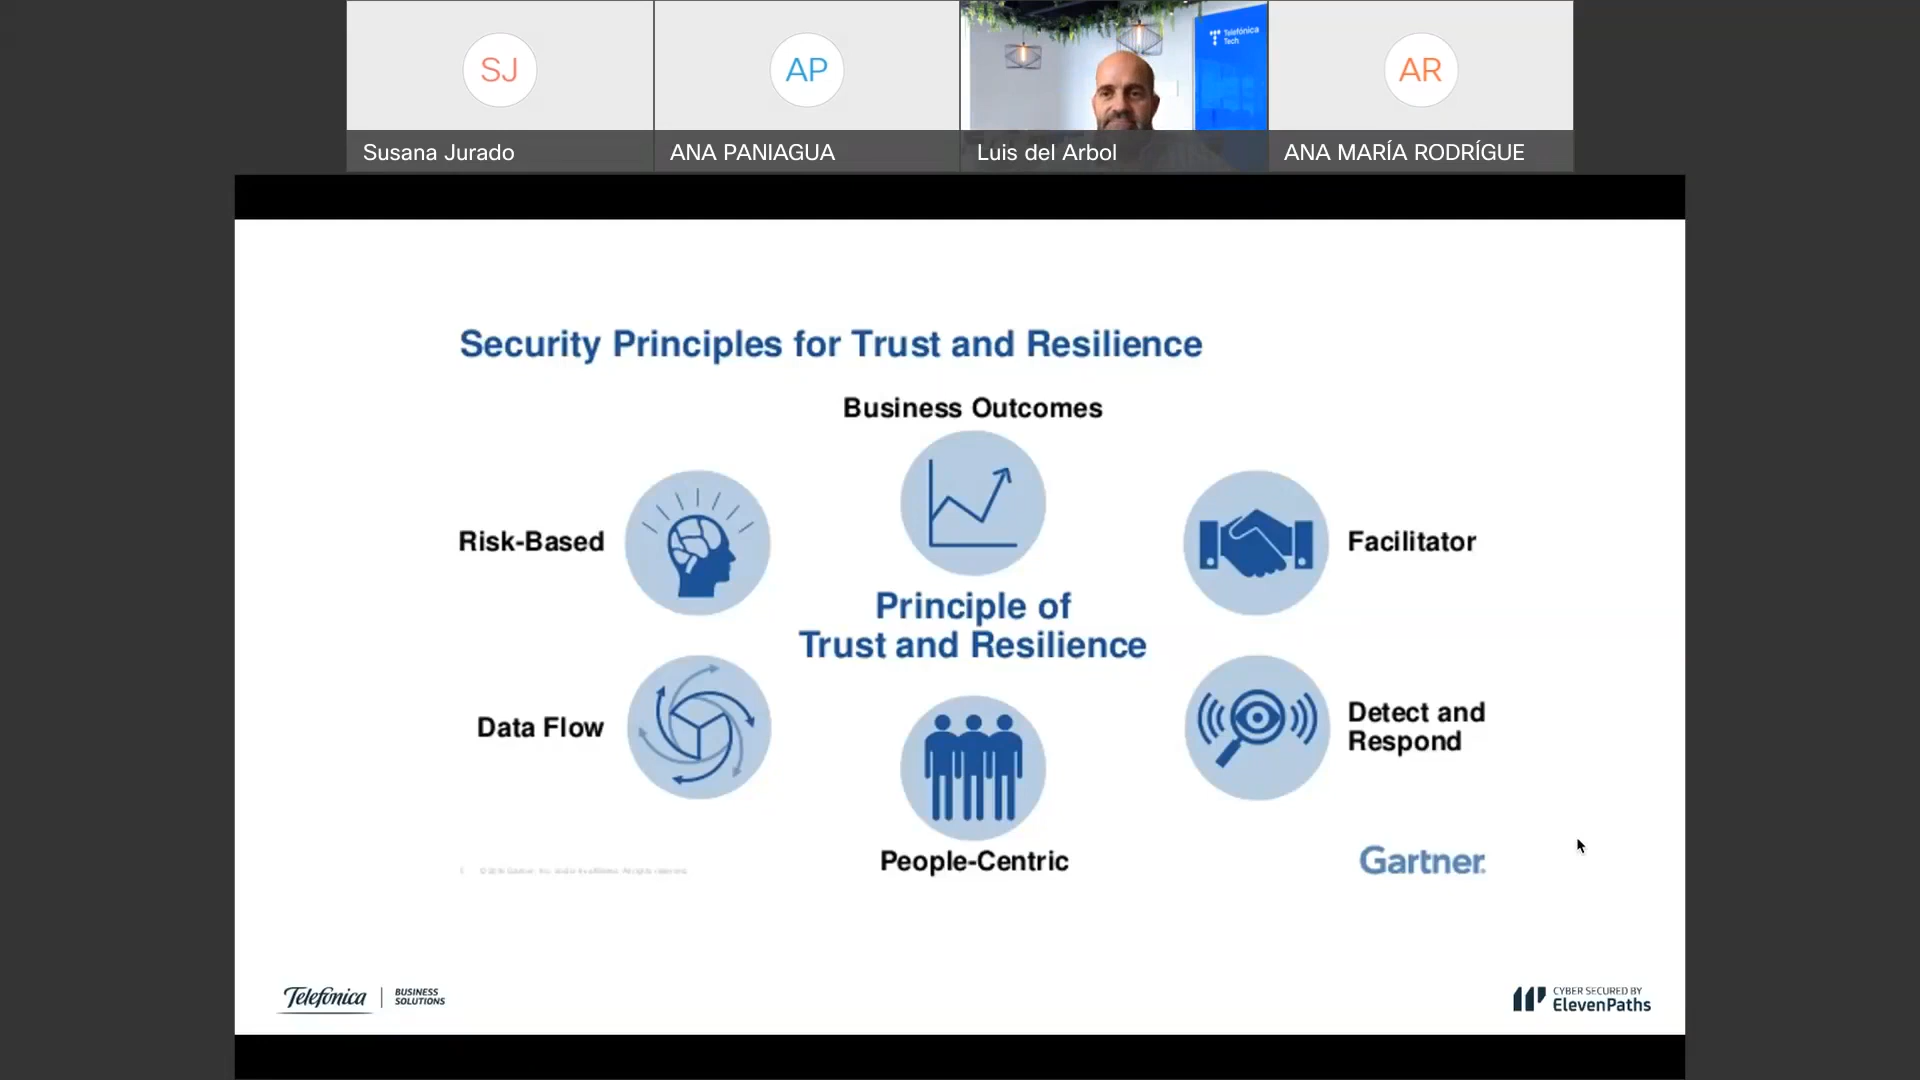 SJ
AP
Telefónica
Tech
AR
Susana Jurado
ANA PANIAGUA
Luis del Arbol
ANA MARÍA RODRÍGUE
Security Principles for Trust and Resilience
Business Outcomes
Risk-Based
Facilitator
Principle of
Trust and Resilience
Data Flow
Detect and
Respond
People-Centric
Gartner.
Telefónica
BUSINESS
SOLUTIONS
CYBER SECURED BY
ElevenPaths